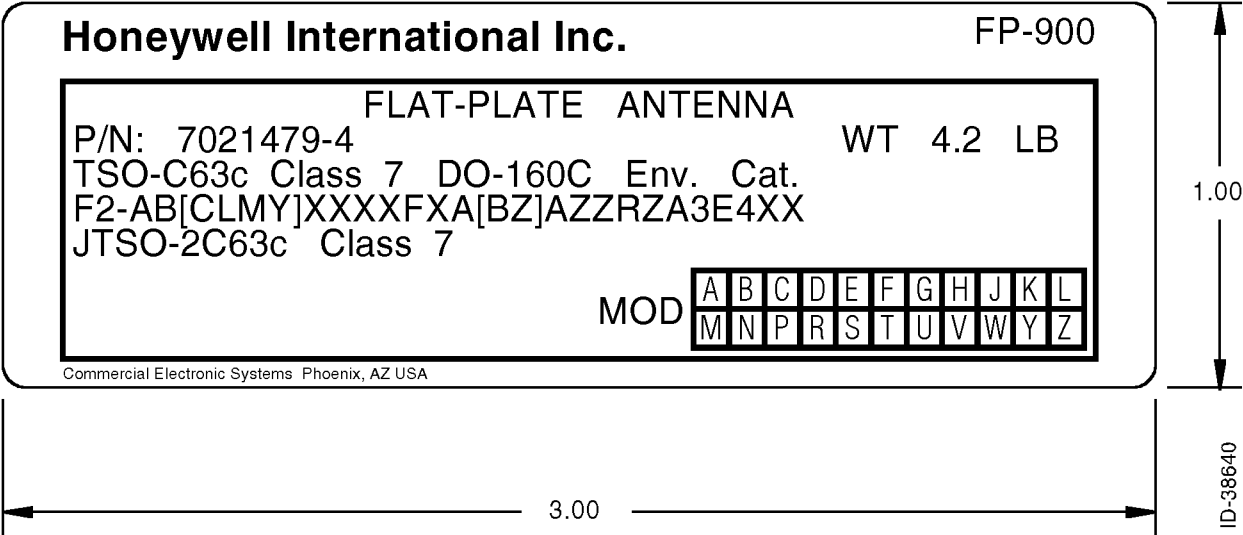 Honeywell International Inc. FP-900
FLAT-PLATE ANTENNA
P/N: 7021479-4 WT 4.2 LB
TSO-C63c Class 7 DO-160C Env. Cat.
F2-AB[CLMY]XXXXFXA[BZ]AZZRZA3E4XX
JTSO-2C63c Class 7
MOD
A B C D E F G H J K L
M N P R S T U V W Y Z
Commercial Electronic Systems Phoenix, AZ USA
1.00
3.00
ID-38640